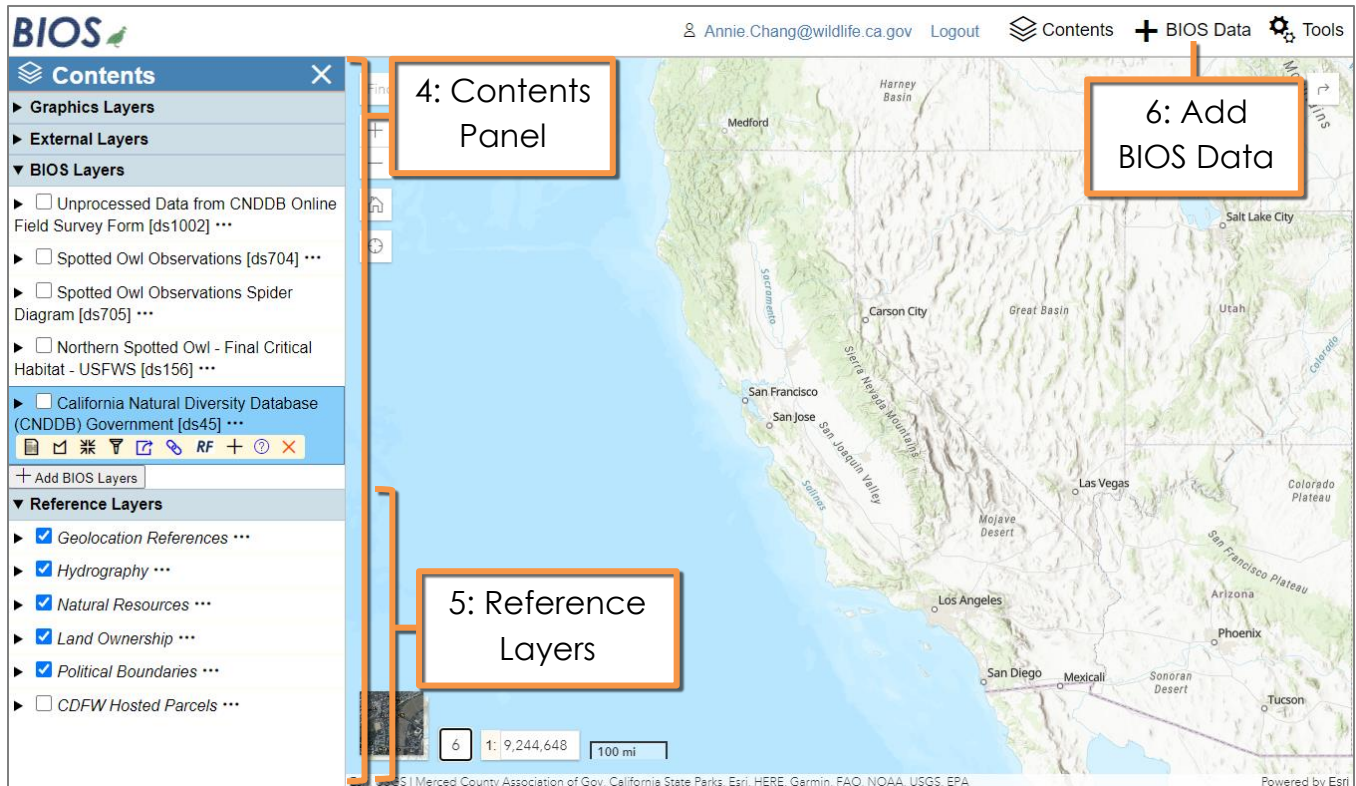 BIOS
Annie.Chang@wildlife.ca.gov Logout Contents BIOS Data Tools
Contents
▶ Graphics Layers
▶ External Layers
▼ BIOS Layers
▶ Unprocessed Data from CNDDB Online
Field Survey Form [ds1002] •••
▶ Spotted Owl Observations [ds704] •••
▶ Spotted Owl Observations Spider
Diagram [ds705] •••
▶ Northern Spotted Owl - Final Critical
Habitat - USFWS [ds156] •••
▶ California Natural Diversity Database
(CNDDB) Government [ds45] •••
RF
+ Add BIOS Layers
▼ Reference Layers
▶ Geolocation References •••
▶ Hydrography •••
▶ Natural Resources •••
▶ Land Ownership •••
▶ Political Boundaries •••
▶ CDFW Hosted Parcels •••
4: Contents
Panel
6: Add
BIOS Data
5: Reference
Layers
Harney
Basin
Medford
Salt Lake City
Sacramento
Carson City
Great Basin
Utah
Colorado
Sierra Nevada Mountains
San Francisco
San Jose
San Joaquin Valley
Salinas
Las Vegas
Colorado
Plateau
Mojave
Desert
San Francisco Plateau
Arizona
Los Angeles
Phoenix
San Diego
Mexicali
Sonoran
Desert
Tucson
6
1: 9,244,648
100 mi
Merced County Association of Gov, California State Parks, Esri, HERE, Garmin, FAO, NOAA, USGS, EPA
Powered by Esri